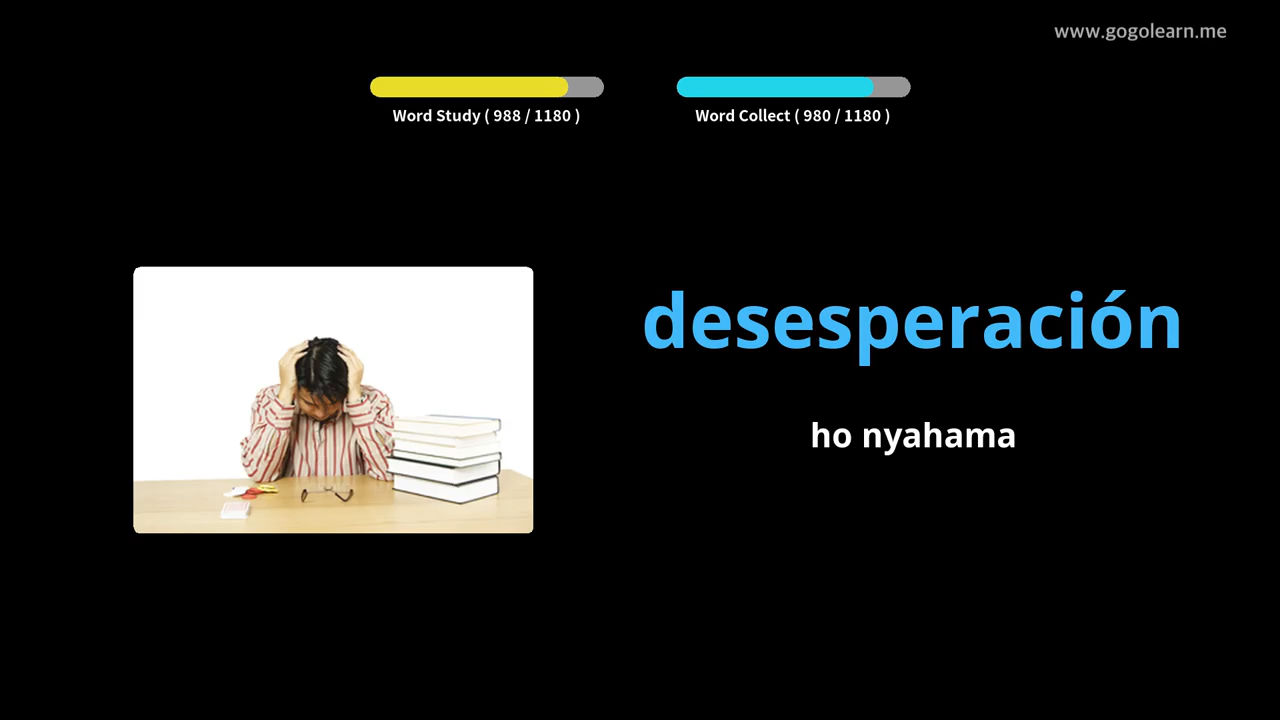 www.gogolearn.me
Word Study ( 988 / 1180 )
Word Collect ( 980 / 1180 )
desesperación
ho nyahama